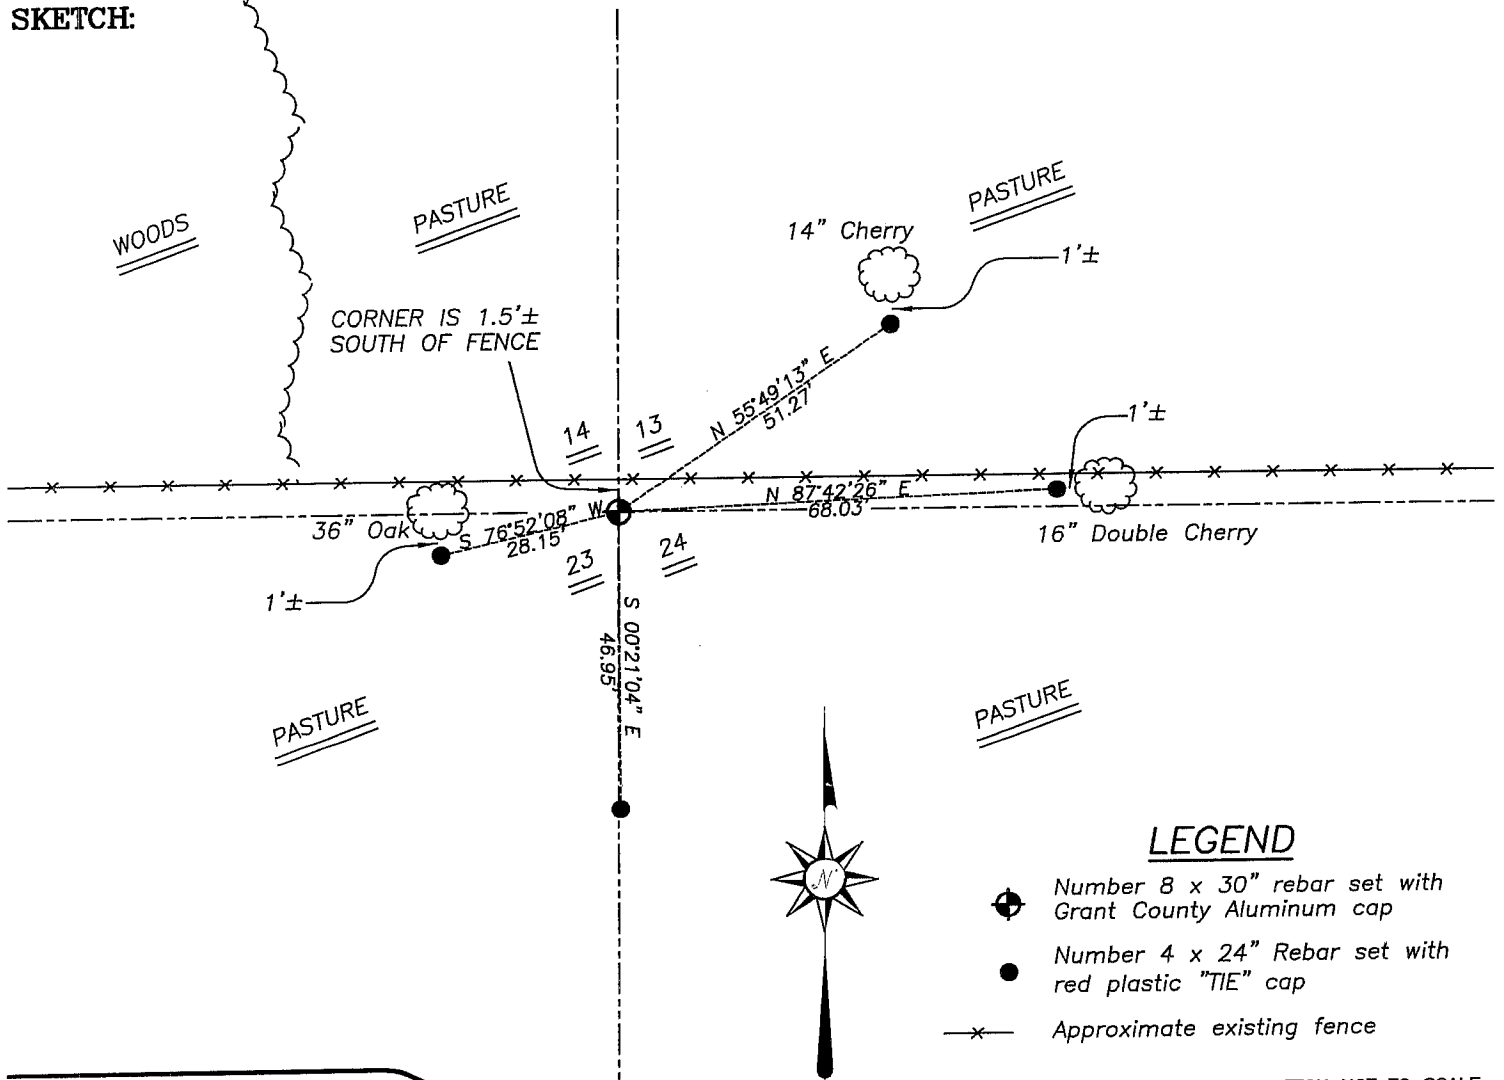 SKETCH:
PASTURE
PASTURE
WOODS
14" Cherry
1'±
CORNER IS 1.5'±
SOUTH OF FENCE
N 55°49'13" E
51.27'
1'±
14
13
N 87°42'26" E
68.03'
36" Oak
S 76°52'08" W
28.15'
16" Double Cherry
23
24
1'±
S 00°21'04" E
46.95'
PASTURE
PASTURE
LEGEND
N
Number 8 x 30" rebar set with
Grant County Aluminum cap
Number 4 x 24" Rebar set with
red plastic "TIE" cap
Approximate existing fence
NOT TO SCALE